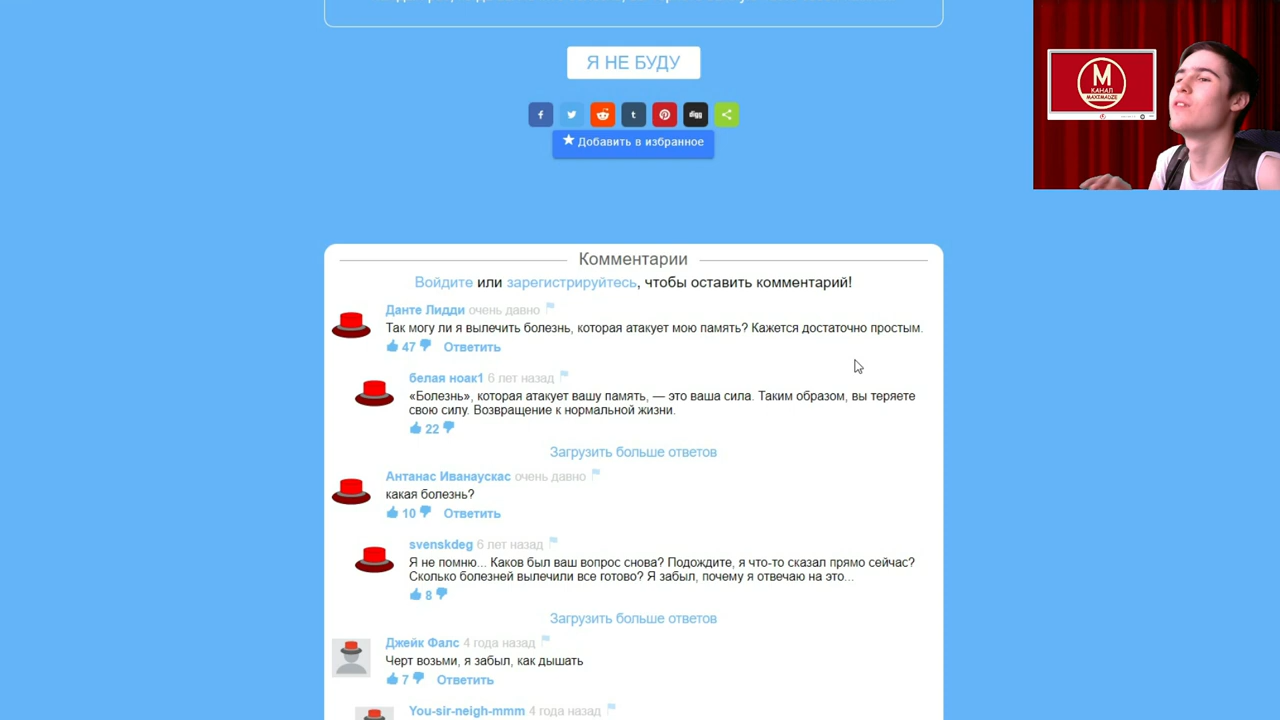 Я НЕ БУДУ
М
КАНАЛ
MAXIMADZE
f
t
digg
Добавить в избранное
Комментарии
Войдите или зарегистрируйтесь, чтобы оставить комментарий!
Данте Лидди очень давно
Так могу ли я вылечить болезнь, которая атакует мою память? Кажется достаточно простым.
47 Ответить
белая ноак1 6 лет назад
«Болезнь», которая атакует вашу память, — это ваша сила. Таким образом, вы теряете
свою силу. Возвращение к нормальной жизни.
22
Загрузить больше ответов
Антанас Иванаускас очень давно
какая болезнь?
10 Ответить
svenskdeg 6 лет назад
Я не помню... Каков был ваш вопрос снова? Подождите, я что-то сказал прямо сейчас?
Сколько болезней вылечили все готово? Я забыл, почему я отвечаю на это...
8
Загрузить больше ответов
Джейк Фалс 4 года назад
Черт возьми, я забыл, как дышать
7 Ответить
You-sir-neigh-mmm 4 года назад